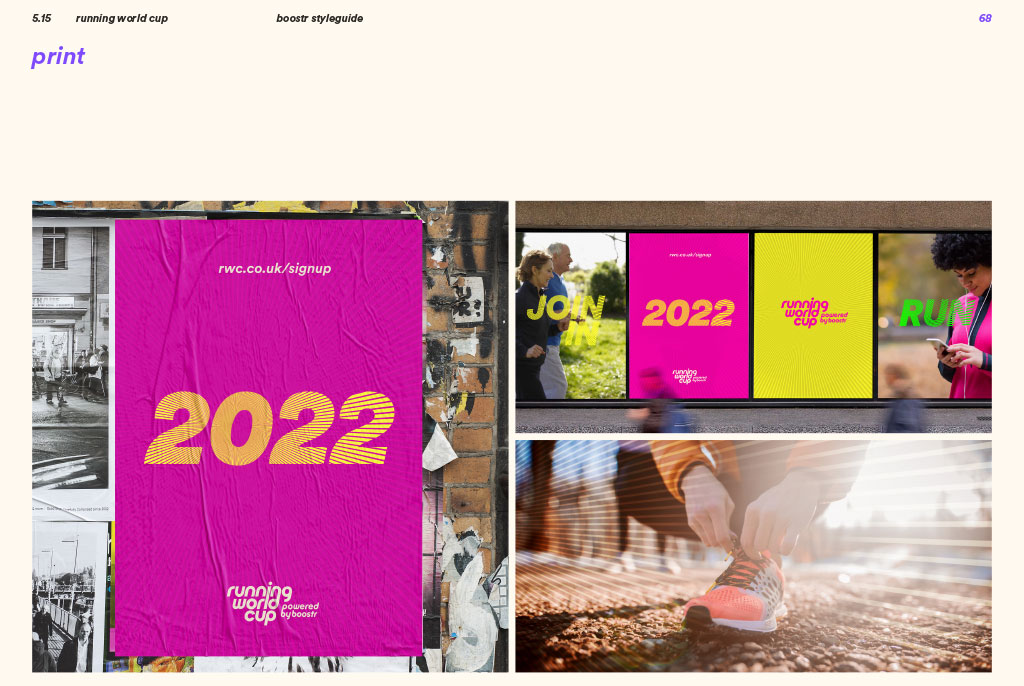 5.15 running world cup boostr styleguide 68
print
rwc.co.uk/signup
2022
running
world
cup
powered
by boostr
JOIN
IN
rwc.co.uk/signup
2022
running
world
cup
running
world
cup
powered
by boostr
RUN